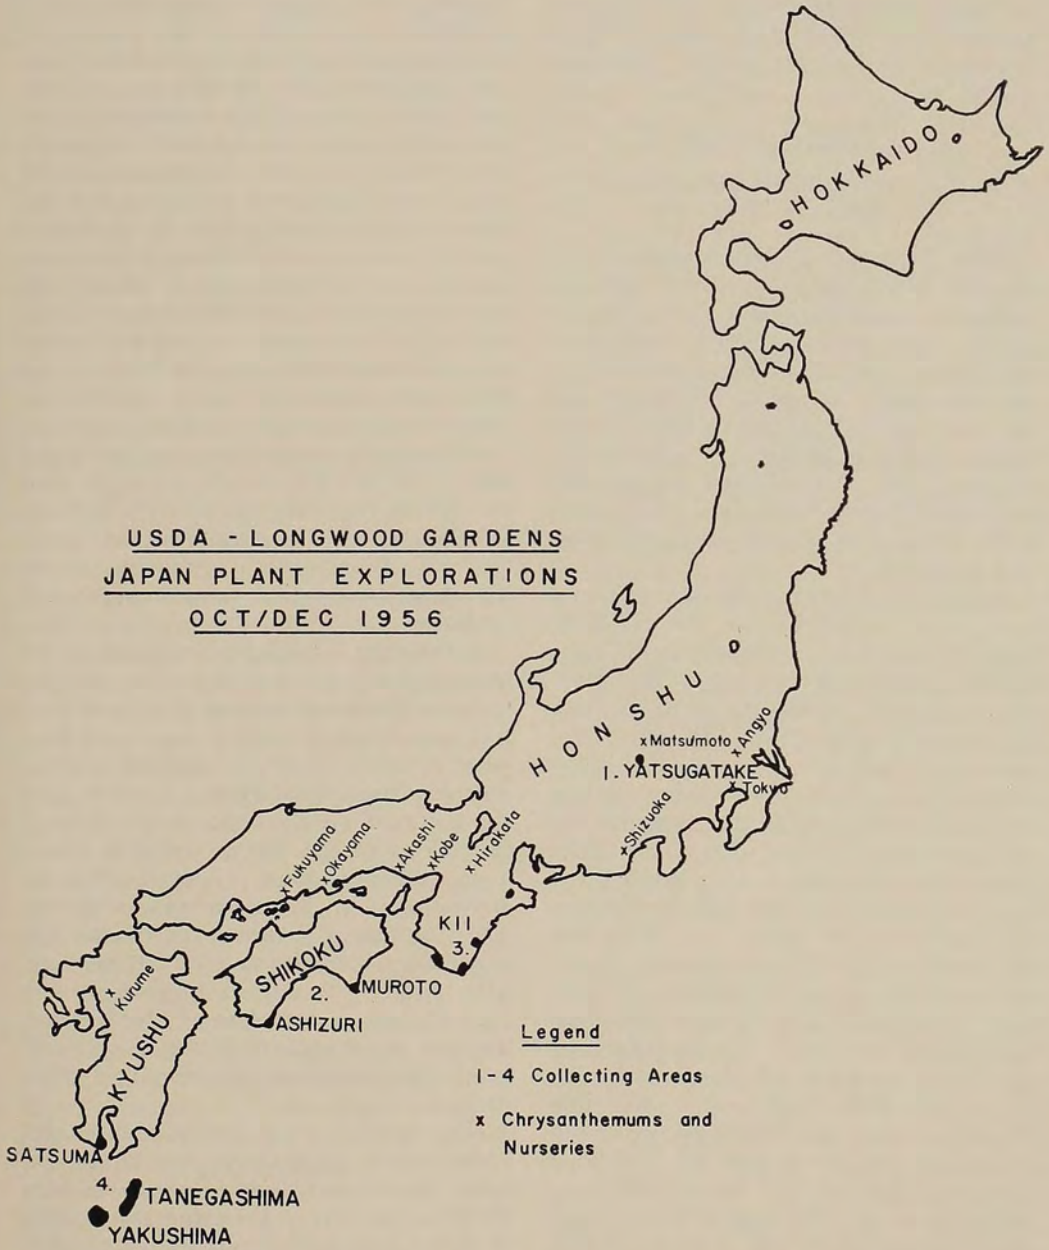 HOKKAIDO
USDA - LONGWOOD GARDENS
JAPAN PLANT EXPLORATIONS
OCT/DEC 1956
HONSHU
x Matsumoto
x Angyo
1. YATSUGATAKE
x Tokyo
x Shizuoka
x Fukuyama
x Okayama
x Akashi
x Kobe
x Hirakata
KII
3.
SHIKOKU
2.
MUROTO
ASHIZURI
x Kurume
KYUSHU
SATSUMA
4.
TANEGASHIMA
YAKUSHIMA
Legend
1-4 Collecting Areas
x Chrysanthemums and
Nurseries